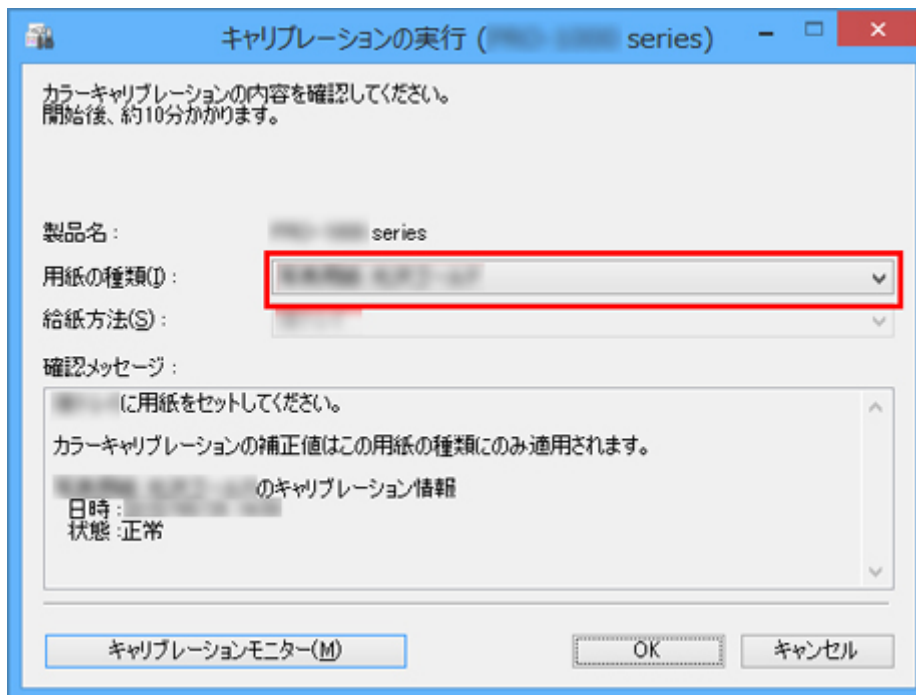 キャリブレーションの実行 ( series)
カラーキャリブレーションの内容を確認してください。
開始後、約10分かかります。
製品名 : series
用紙の種類(I) :
給紙方法(S) :
確認メッセージ :
に用紙をセットしてください。
カラーキャリブレーションの補正値はこの用紙の種類にのみ適用されます。
のキャリブレーション情報
日時 :
状態 :正常
キャリブレーションモニター(M)
OK
キャンセル